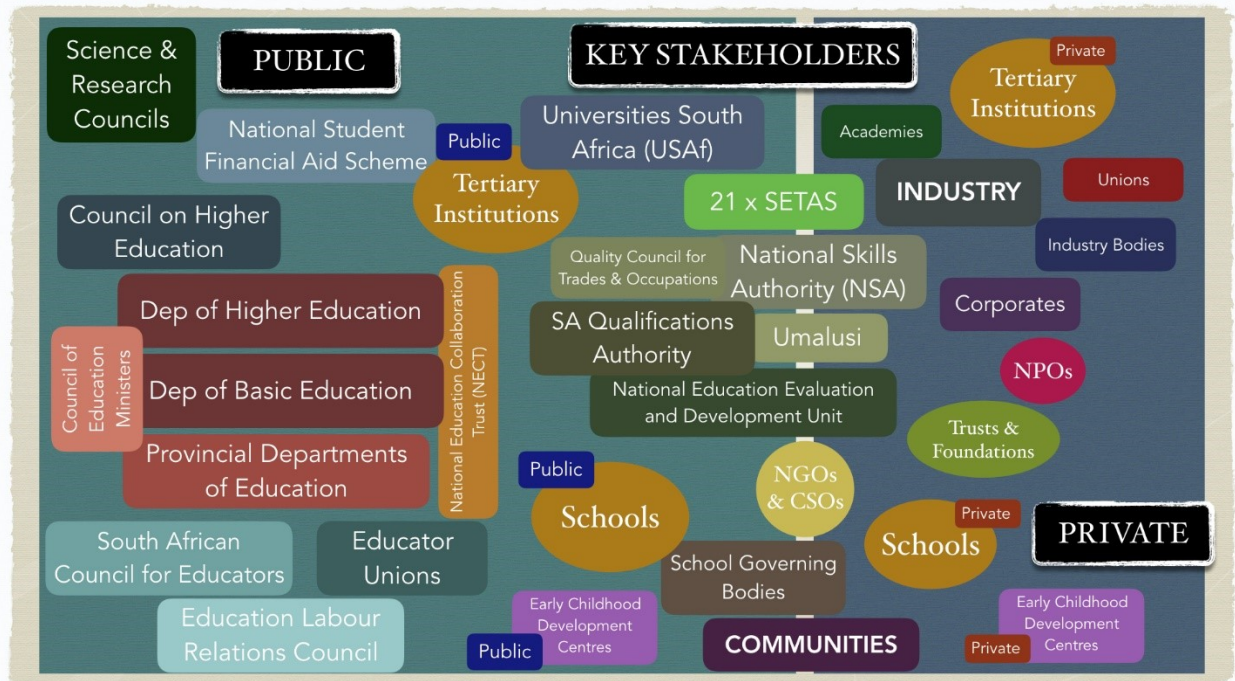 Science &
Research
Councils
PUBLIC
KEY STAKEHOLDERS
Private
Tertiary
Institutions
National Student
Financial Aid Scheme
Public
Tertiary
Institutions
Universities South
Africa (USAf)
Academies
21 x SETAS
INDUSTRY
Unions
Council on Higher
Education
Industry Bodies
Quality Council for
Trades & Occupations
National Skills
Authority (NSA)
Dep of Higher Education
National Education Collaboration
Trust (NECT)
SA Qualifications
Authority
Umalusi
Corporates
Council of
Education
Ministers
Dep of Basic Education
National Education Evaluation
and Development Unit
NPOs
Trusts &
Foundations
Provincial Departments
of Education
Public
Schools
NGOs
& CSOs
Private
Schools
PRIVATE
South African
Council for Educators
Educator
Unions
School Governing
Bodies
Education Labour
Relations Council
Early Childhood
Development
Centres
Public
COMMUNITIES
Early Childhood
Development
Centres
Private